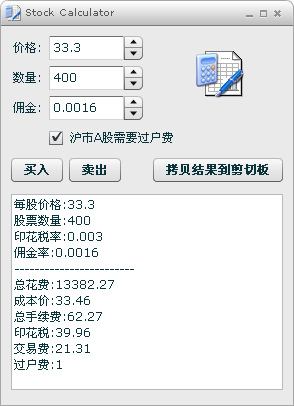 Stock Calculator
价格: 33.3
数量: 400
佣金: 0.0016
沪市A股需要过户费
买入 卖出 拷贝结果到剪切板
每股价格:33.3
股票数量:400
印花税率:0.003
佣金率:0.0016
------------------------
总花费:13382.27
成本价:33.46
总手续费:62.27
印花税:39.96
交易费:21.31
过户费:1